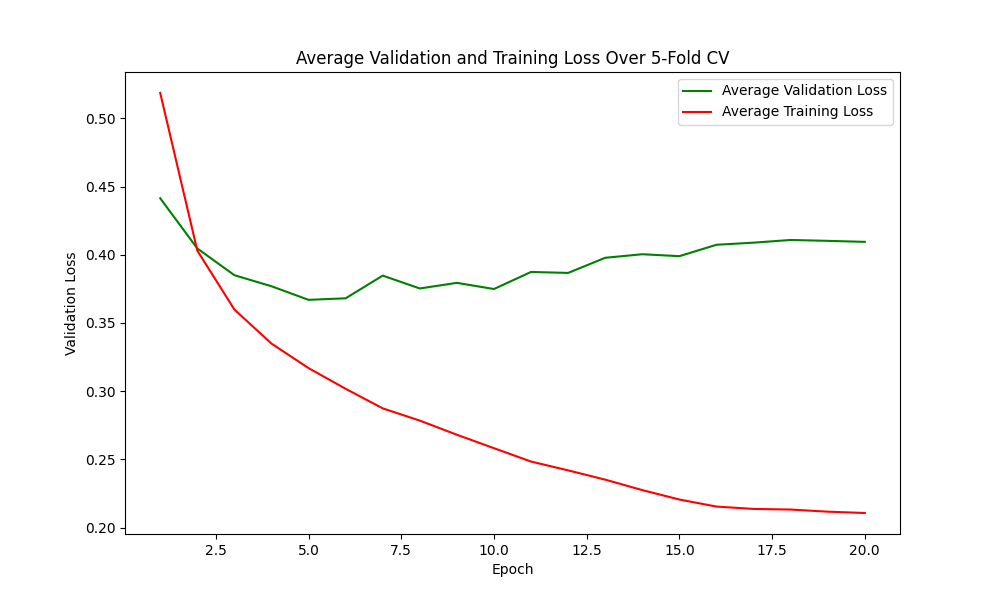 Average Validation and Training Loss Over 5-Fold CV
Average Validation Loss
Average Training Loss
Validation Loss
0.50
0.45
0.40
0.35
0.30
0.25
0.20
2.5 5.0 7.5 10.0 12.5 15.0 17.5 20.0
Epoch